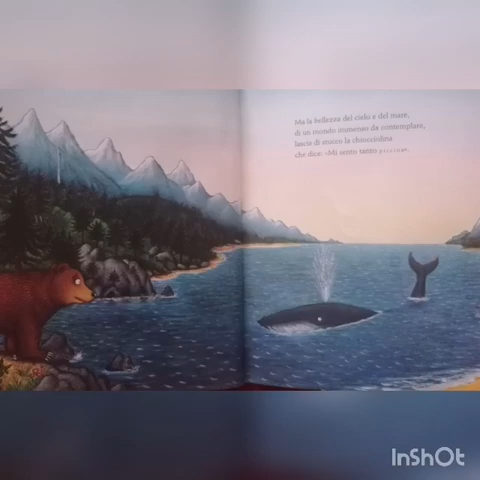 Ma la bellezza del cielo e del mare,
di un mondo immenso da contemplare,
lascia di stucco la chiocciolina
che dice: «Mi sento tanto piccina».
InShOt